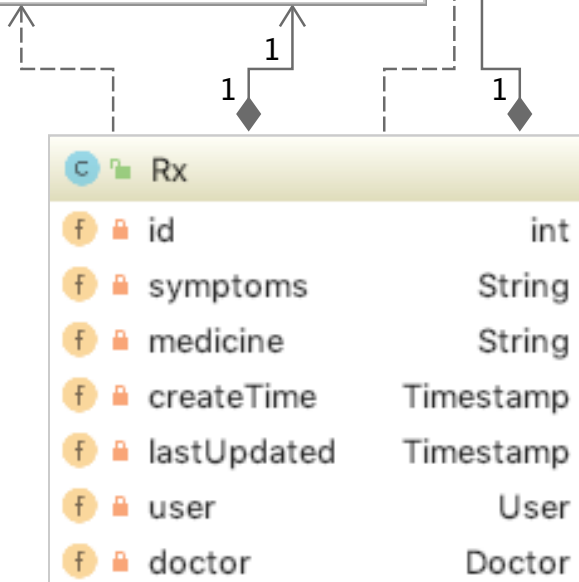 1
1
1
C Rx
f id int
f symptoms String
f medicine String
f createTime Timestamp
f lastUpdated Timestamp
f user User
f doctor Doctor